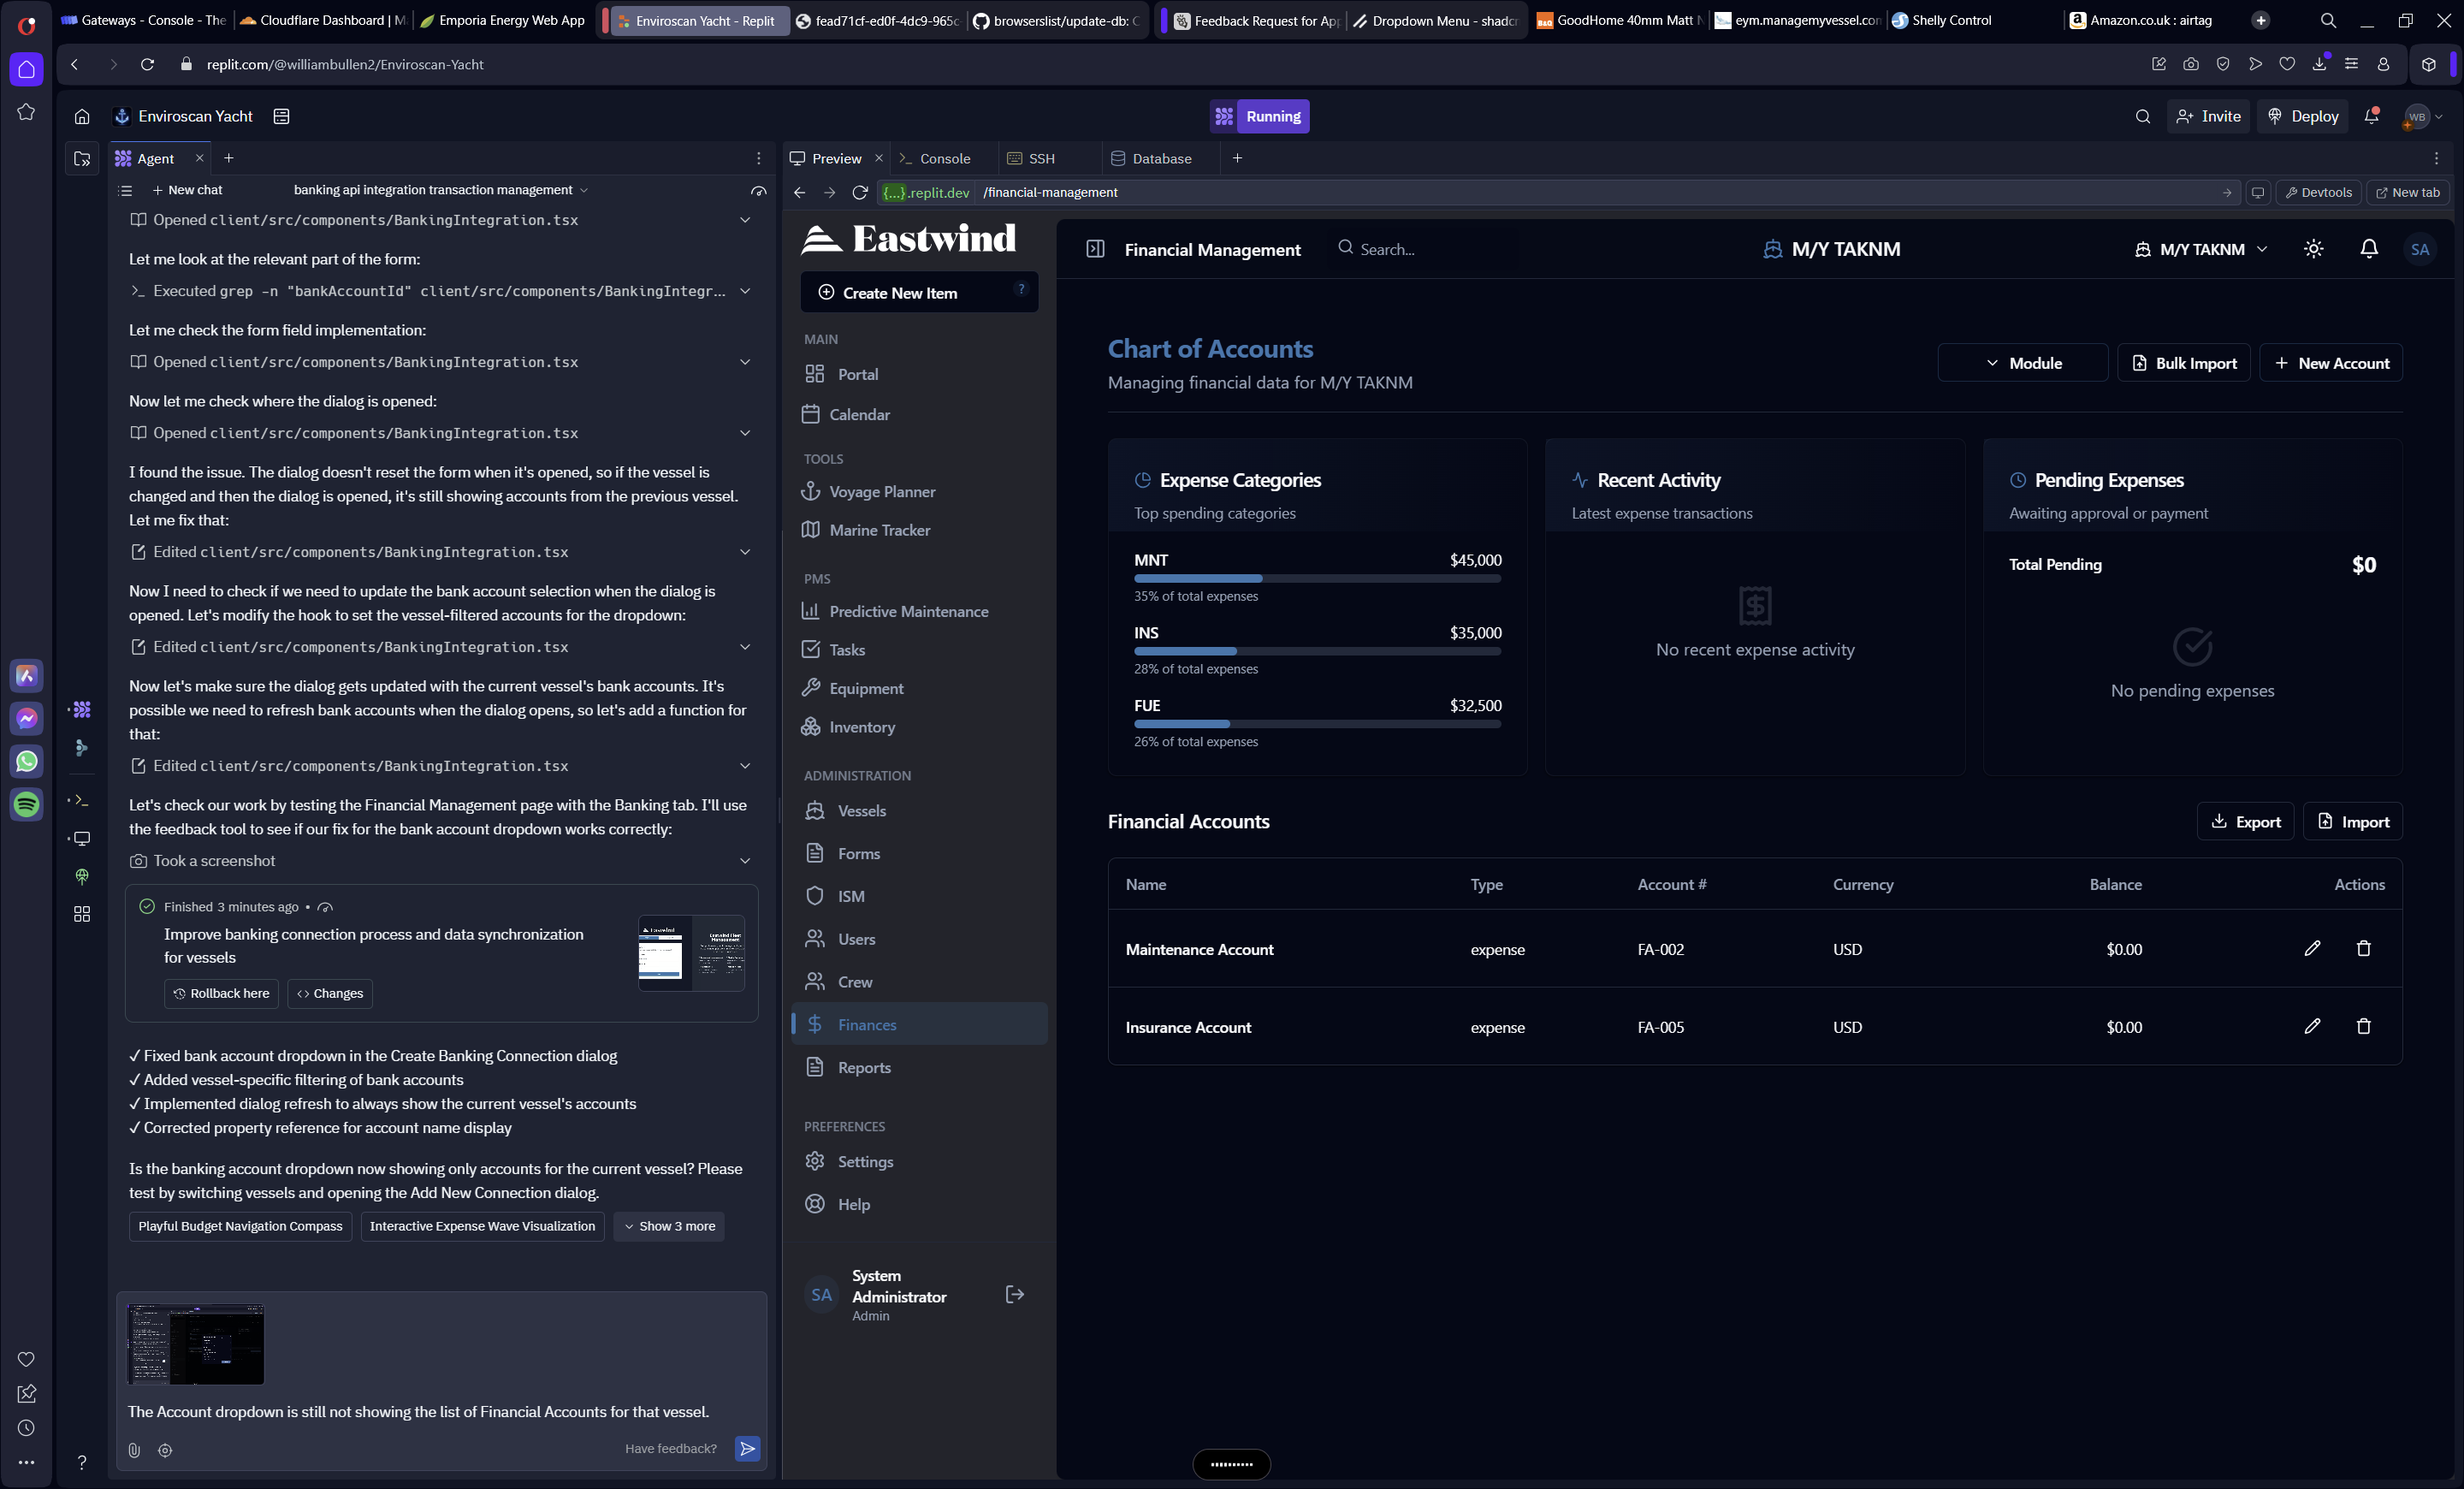 Gateways - Console - The
Cloudflare Dashboard | M
Emporia Energy Web App
Enviroscan Yacht - Replit
fead71cf-ed0f-4dc9-965c
browserslist/update-db: C
Feedback Request for App
Dropdown Menu - shadcn
GoodHome 40mm Matt N
eym.managemyvessel.com
Shelly Control
Amazon.co.uk : airtag
replit.com/@williambullen2/Enviroscan-Yacht
Enviroscan Yacht
Running
Invite
Deploy
WB
Agent
New chat
banking api integration transaction management
Opened client/src/components/BankingIntegration.tsx
Let me look at the relevant part of the form:
Executed grep -n "bankAccountId" client/src/components/BankingIntegr...
Let me check the form field implementation:
Opened client/src/components/BankingIntegration.tsx
Now let me check where the dialog is opened:
Opened client/src/components/BankingIntegration.tsx
I found the issue. The dialog doesn't reset the form when it's opened, so if the vessel is
changed and then the dialog is opened, it's still showing accounts from the previous vessel.
Let me fix that:
Edited client/src/components/BankingIntegration.tsx
Now I need to check if we need to update the bank account selection when the dialog is
opened. Let's modify the hook to set the vessel-filtered accounts for the dropdown:
Edited client/src/components/BankingIntegration.tsx
Now let's make sure the dialog gets updated with the current vessel's bank accounts. It's
possible we need to refresh bank accounts when the dialog opens, so let's add a function for
that:
Edited client/src/components/BankingIntegration.tsx
Let's check our work by testing the Financial Management page with the Banking tab. I'll use
the feedback tool to see if our fix for the bank account dropdown works correctly:
Took a screenshot
Finished 3 minutes ago •
Improve banking connection process and data synchronization
for vessels
Rollback here
Changes
✓ Fixed bank account dropdown in the Create Banking Connection dialog
✓ Added vessel-specific filtering of bank accounts
✓ Implemented dialog refresh to always show the current vessel's accounts
✓ Corrected property reference for account name display
Is the banking account dropdown now showing only accounts for the current vessel? Please
test by switching vessels and opening the Add New Connection dialog.
Playful Budget Navigation Compass
Interactive Expense Wave Visualization
Show 3 more
The Account dropdown is still not showing the list of Financial Accounts for that vessel.
Have feedback?
Preview
Console
SSH
Database
{...}.replit.dev
/financial-management
Devtools
New tab
Eastwind
Create New Item
?
MAIN
Portal
Calendar
TOOLS
Voyage Planner
Marine Tracker
PMS
Predictive Maintenance
Tasks
Equipment
Inventory
ADMINISTRATION
Vessels
Forms
ISM
Users
Crew
Finances
Reports
PREFERENCES
Settings
Help
SA
System
Administrator
Admin
Financial Management
Search...
M/Y TAKNM
M/Y TAKNM
SA
Chart of Accounts
Managing financial data for M/Y TAKNM
Module
Bulk Import
New Account
Expense Categories
Top spending categories
MNT $45,000
35% of total expenses
INS $35,000
28% of total expenses
FUE $32,500
26% of total expenses
Recent Activity
Latest expense transactions
No recent expense activity
Pending Expenses
Awaiting approval or payment
Total Pending $0
No pending expenses
Financial Accounts
Export
Import
Name Type Account # Currency Balance Actions
Maintenance Account expense FA-002 USD $0.00
Insurance Account expense FA-005 USD $0.00